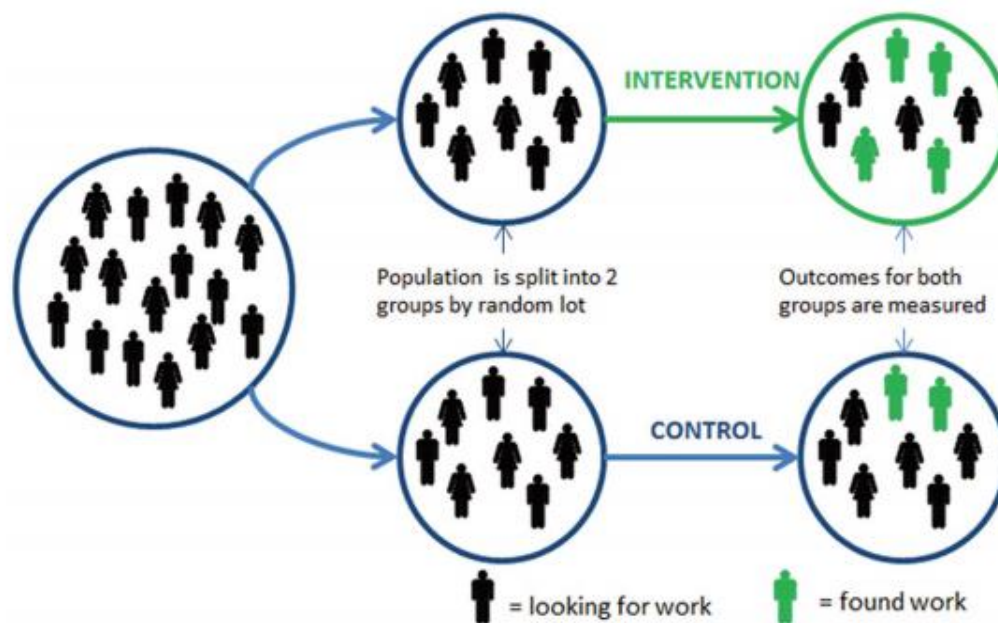 INTERVENTION
Population is split into 2
groups by random lot
Outcomes for both
groups are measured
CONTROL
= looking for work
= found work